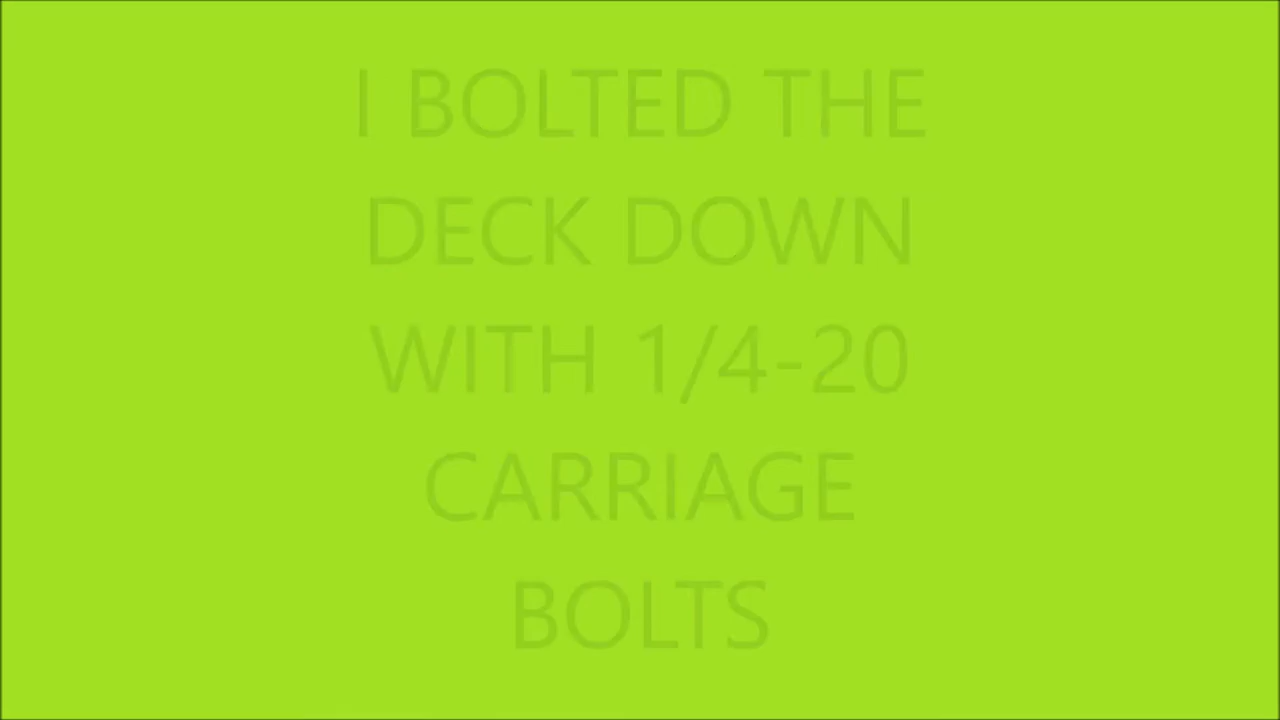 I BOLTED THE
DECK DOWN
WITH 1/4-20
CARRIAGE
BOLTS